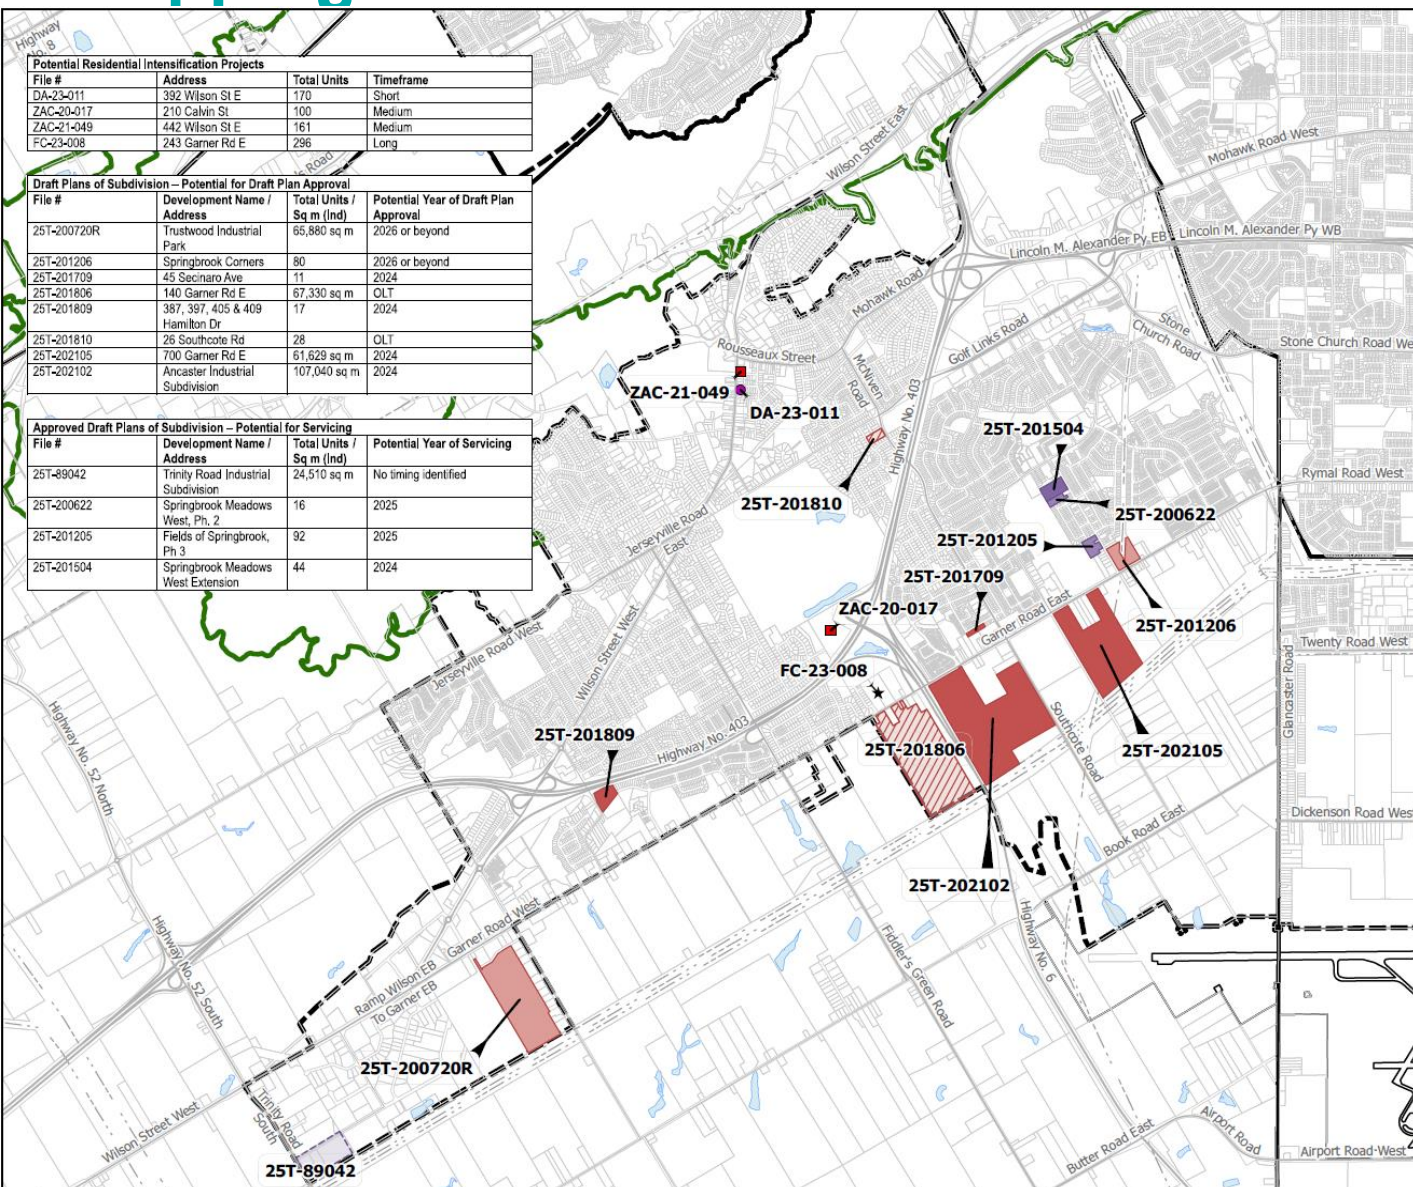 Highway
No. 8
Potential Residential Intensification Projects
File # Address Total Units Timeframe
DA-23-011 392 Wilson St E 170 Short
ZAC-20-017 210 Calvin St 100 Medium
ZAC-21-049 442 Wilson St E 161 Medium
FC-23-008 243 Garner Rd E 296 Long
Road
Draft Plans of Subdivision – Potential for Draft Plan Approval
File # Development Name / Total Units / Potential Year of Draft Plan
Address Sq m (Ind) Approval
25T-200720R Trustwood Industrial 65,880 sq m 2026 or beyond
Park
25T-201206 Springbrook Corners 80 2026 or beyond
25T-201709 45 Secinaro Ave 11 2024
25T-201806 140 Garner Rd E 67,330 sq m OLT
25T-201809 387, 397, 405 & 409 17 2024
Hamilton Dr
25T-201810 26 Southcote Rd 28 OLT
25T-202105 700 Garner Rd E 61,629 sq m 2024
25T-202102 Ancaster Industrial 107,040 sq m 2024
Subdivision
Approved Draft Plans of Subdivision – Potential for Servicing
File # Development Name / Total Units / Potential Year of Servicing
Address Sq m (Ind)
25T-89042 Trinity Road Industrial 24,510 sq m No timing identified
Subdivision
25T-200622 Springbrook Meadows 16 2025
West, Ph. 2
25T-201205 Fields of Springbrook, 92 2025
Ph 3
25T-201504 Springbrook Meadows 44 2024
West Extension
Wilson Street East
Mohawk Road West
Lincoln M. Alexander Py EB
Lincoln M. Alexander Py WB
Mohawk Road
Golf Links Road
Stone
Church Road
Stone Church Road We
Rousseaux Street
McNiven
Road
Highway No. 403
ZAC-21-049
DA-23-011
25T-201504
Rymal Road West
25T-201810
25T-200622
Jerseyville Road
East
25T-201205
25T-201709
ZAC-20-017
Garner Road East
25T-201206
Twenty Road West
Jerseyville Road West
Wilson Street West
FC-23-008
Glancaster Road
Highway No. 52 North
25T-201809
Highway No. 403
25T-201806
Southcote Road
25T-202105
Dickenson Road Wes
Book Road East
25T-202102
Garner Road West
Highway No. 52 South
Ramp Wilson EB
To Garner EB
Fiddler's Green Road
Highway No. 6
25T-200720R
Wilson Street West
Trinity Road
South
25T-89042
Butter Road East
Airport Road
Airport Road West